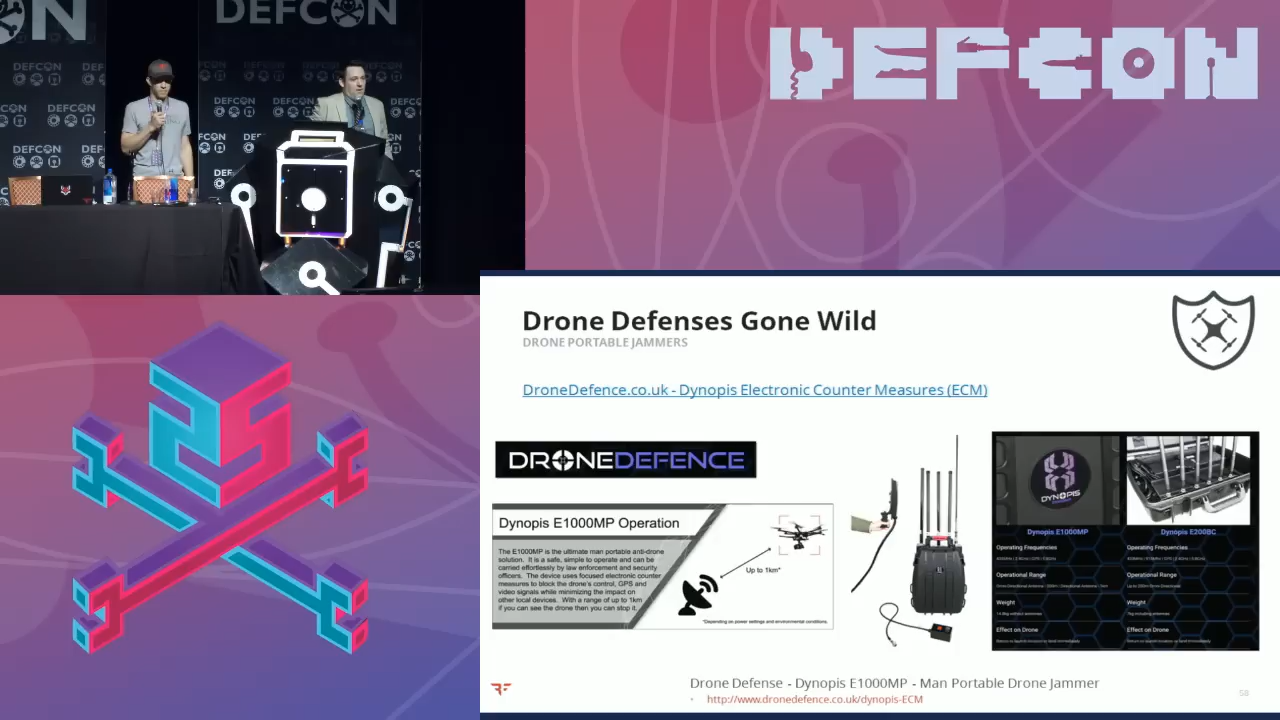 DEFCON
DEFCON
Drone Defenses Gone Wild
DRONE PORTABLE JAMMERS
DroneDefence.co.uk - Dynopis Electronic Counter Measures (ECM)
DRONEDEFENCE
Dynopis E1000MP Operation
The E1000MP is the ultimate man portable anti-drone
solution. It is a safe, simple to operate and can be
carried effortlessly by law enforcement and security
officers. The device uses focused electronic counter
measures to block the drone's control, GPS and
video signals while minimizing the impact on
other local devices. With a range of up to 1km
if you can see the drone then you can stop it.
Up to 1km*
*Depending on power settings and environmental conditions.
DYNOPIS
Dynopis E1000MP
Operating Frequencies
Operational Range
Weight
Effect on Drone
Dynopis E200BC
Operating Frequencies
Operational Range
Weight
Effect on Drone
Drone Defense - Dynopis E1000MP - Man Portable Drone Jammer
http://www.dronedefence.co.uk/dynopis-ECM
58